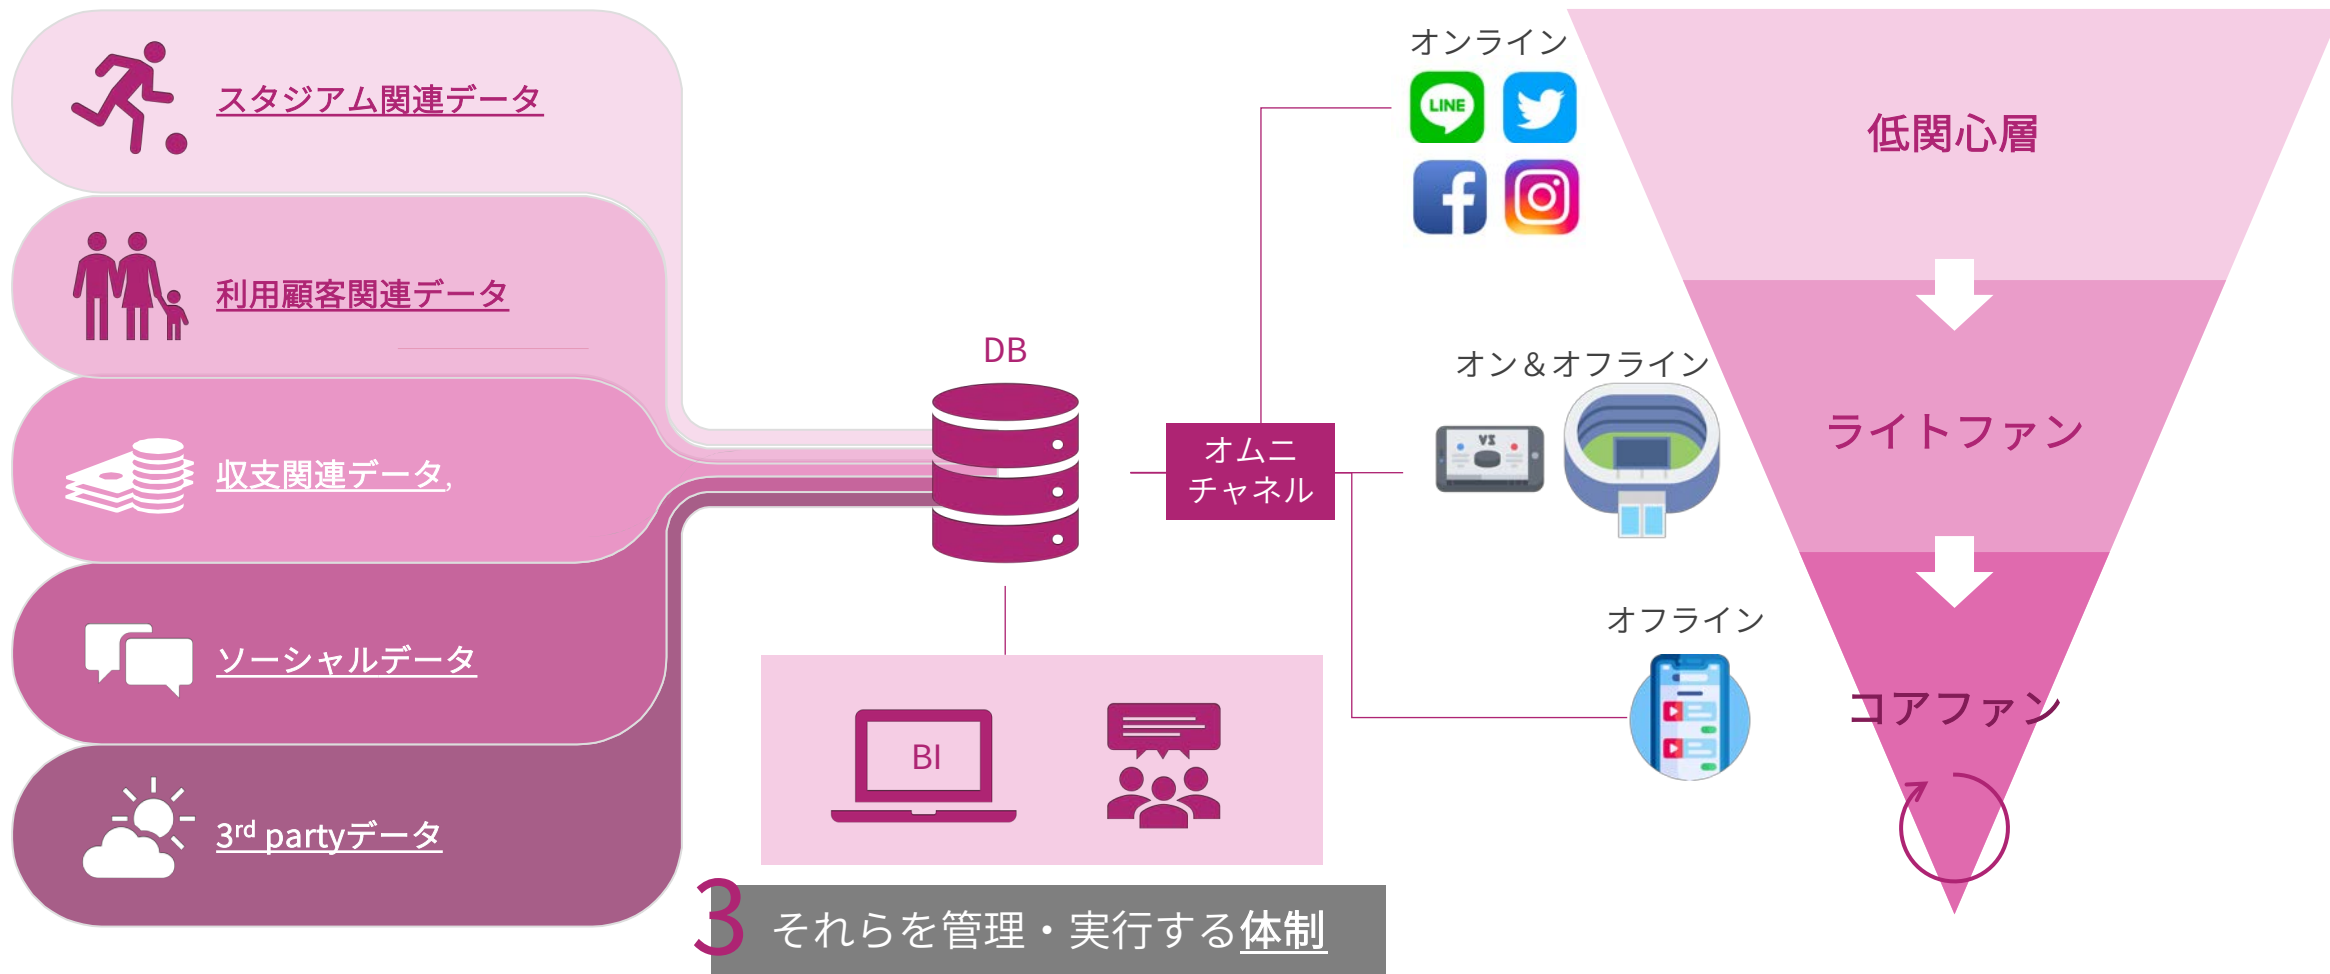 スタジアム関連データ
利用顧客関連データ
収支関連データ,
ソーシャルデータ
3rd partyデータ
DB
BI
オムニ
チャネル
オンライン
LINE
オン＆オフライン
VS
オフライン
低関心層
ライトファン
コアファン
3 それらを管理・実行する体制